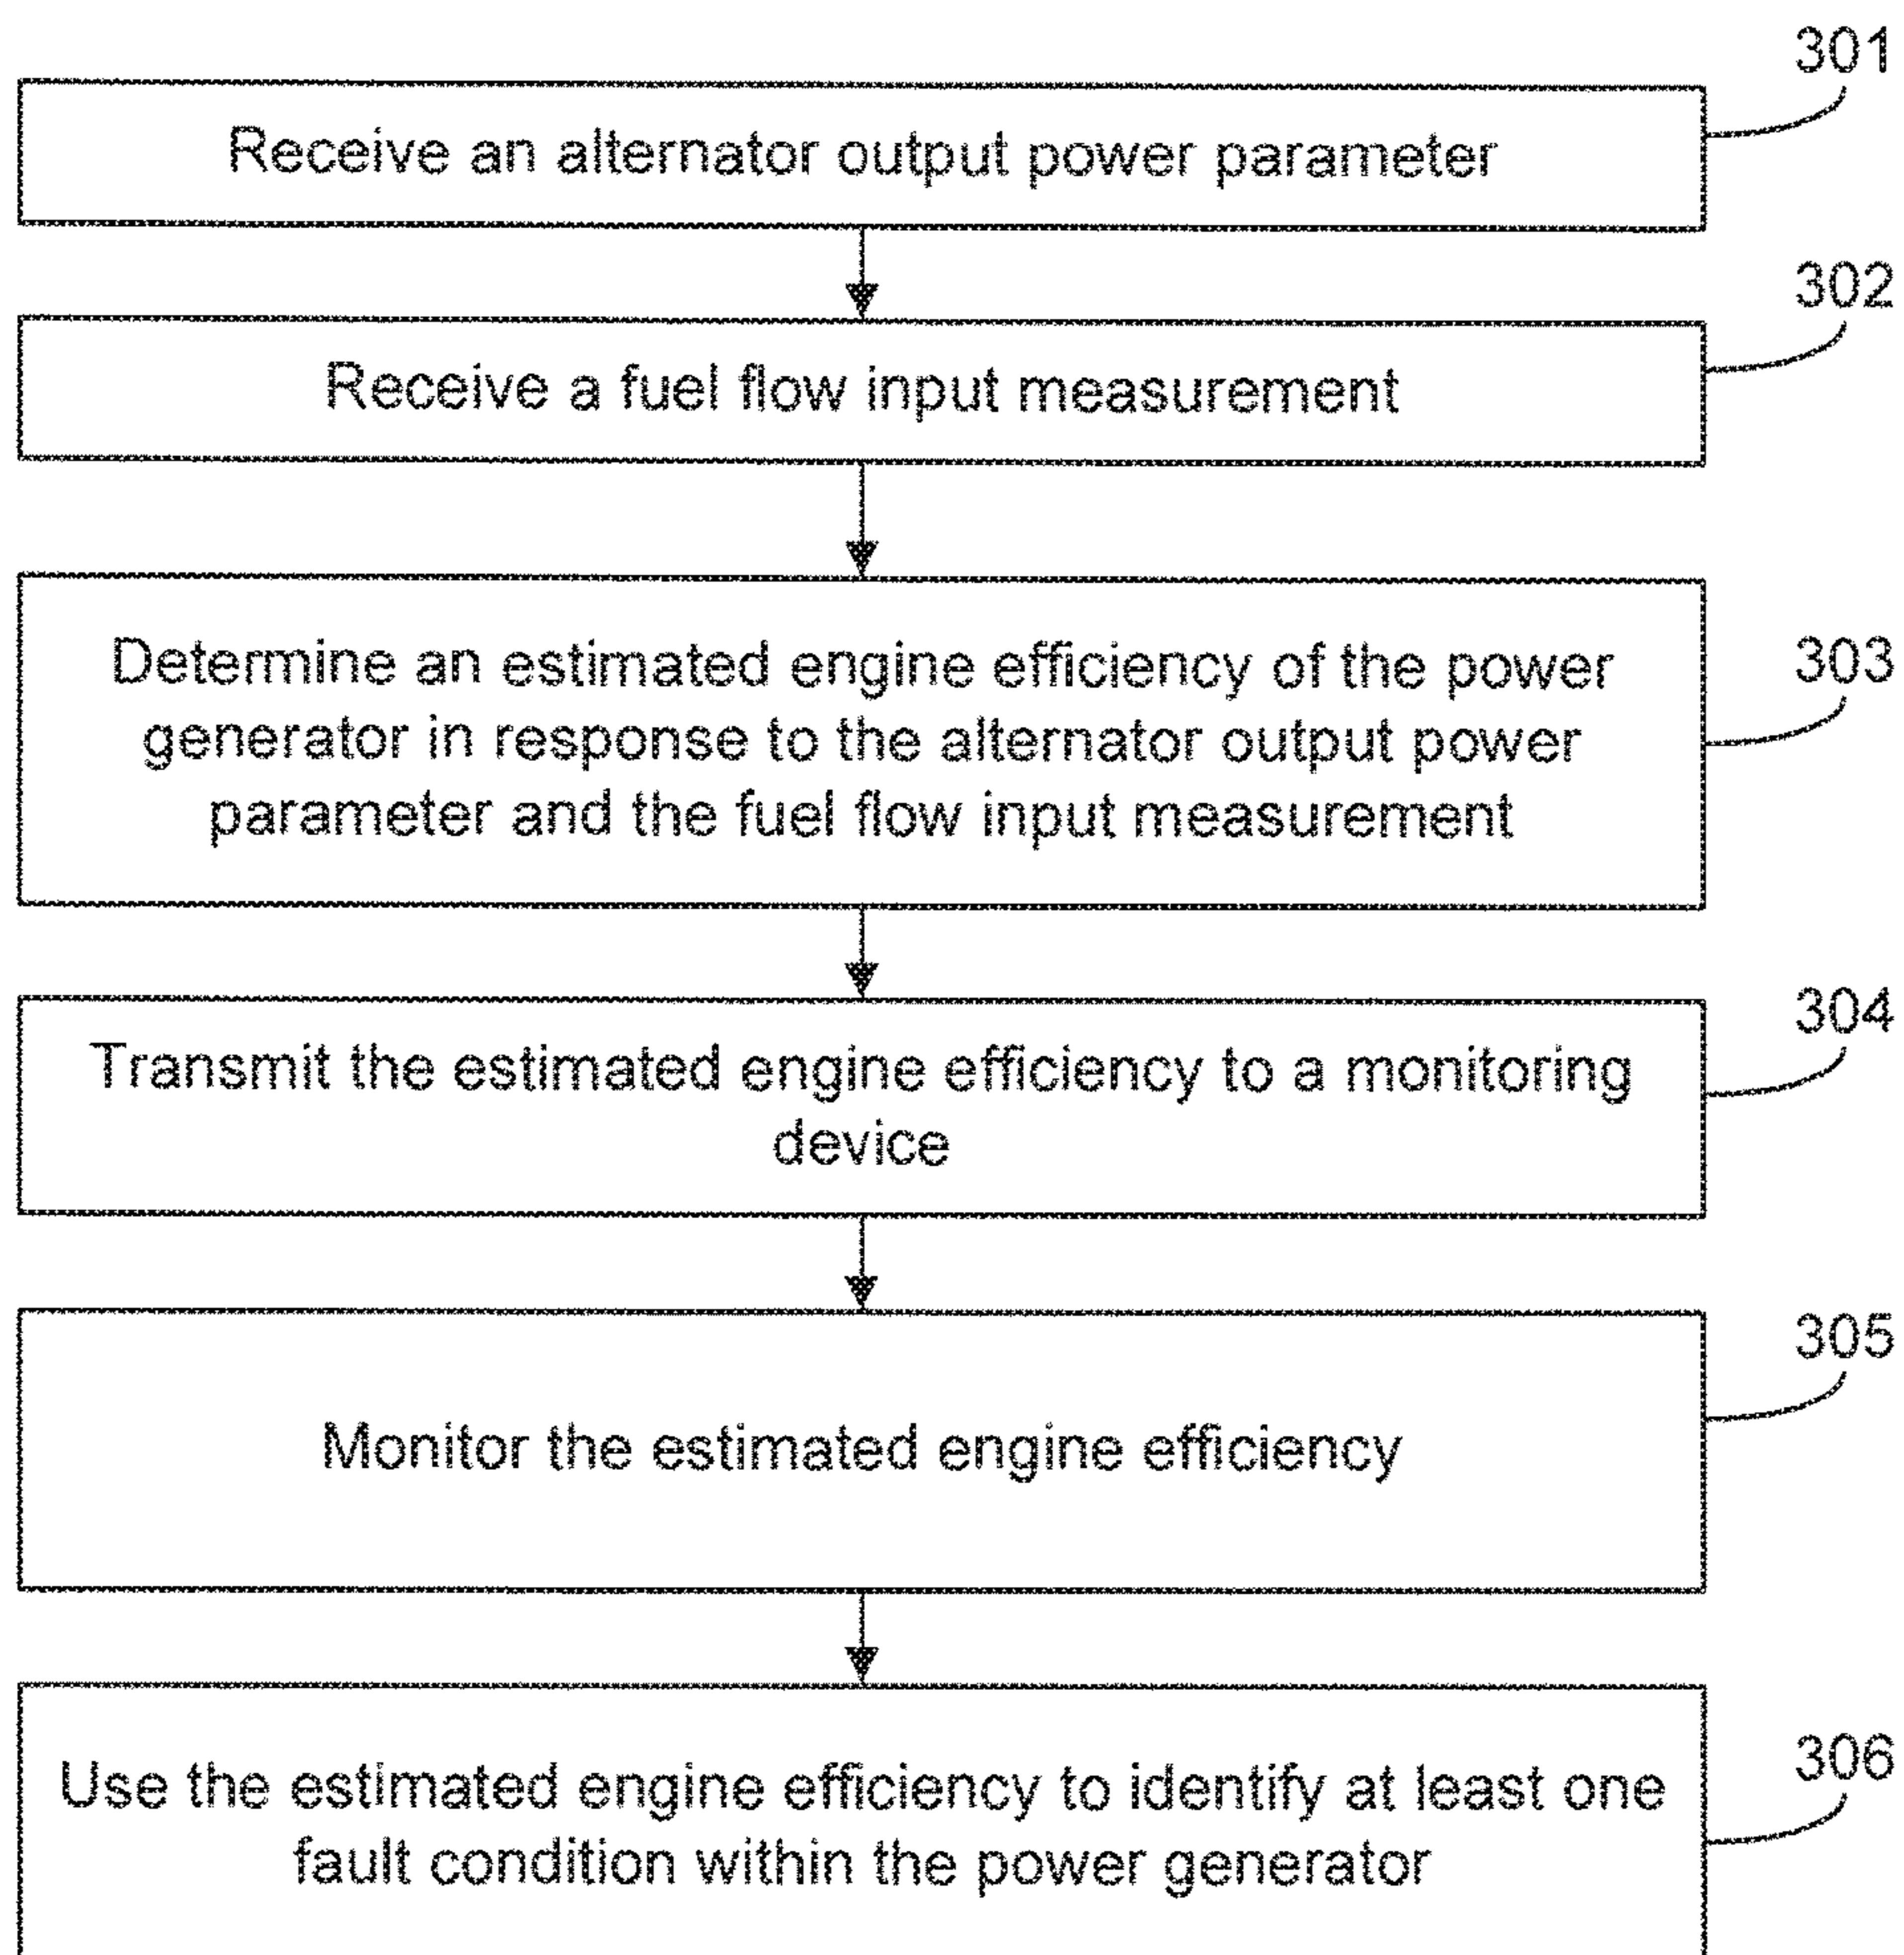 301
Receive an alternator output power parameter
302
Receive a fuel flow input measurement
303
Determine an estimated engine efficiency of the power
generator in response to the alternator output power
parameter and the fuel flow input measurement
304
Transmit the estimated engine efficiency to a monitoring
device
305
Monitor the estimated engine efficiency
306
Use the estimated engine efficiency to identify at least one
fault condition within the power generator